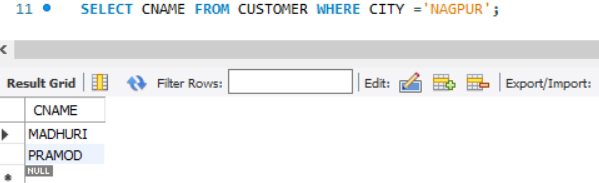 11 SELECT CNAME FROM CUSTOMER WHERE CITY ='NAGPUR';
Result Grid Filter Rows: Edit: Export/Import:
CNAME
MADHURI
PRAMOD
NULL